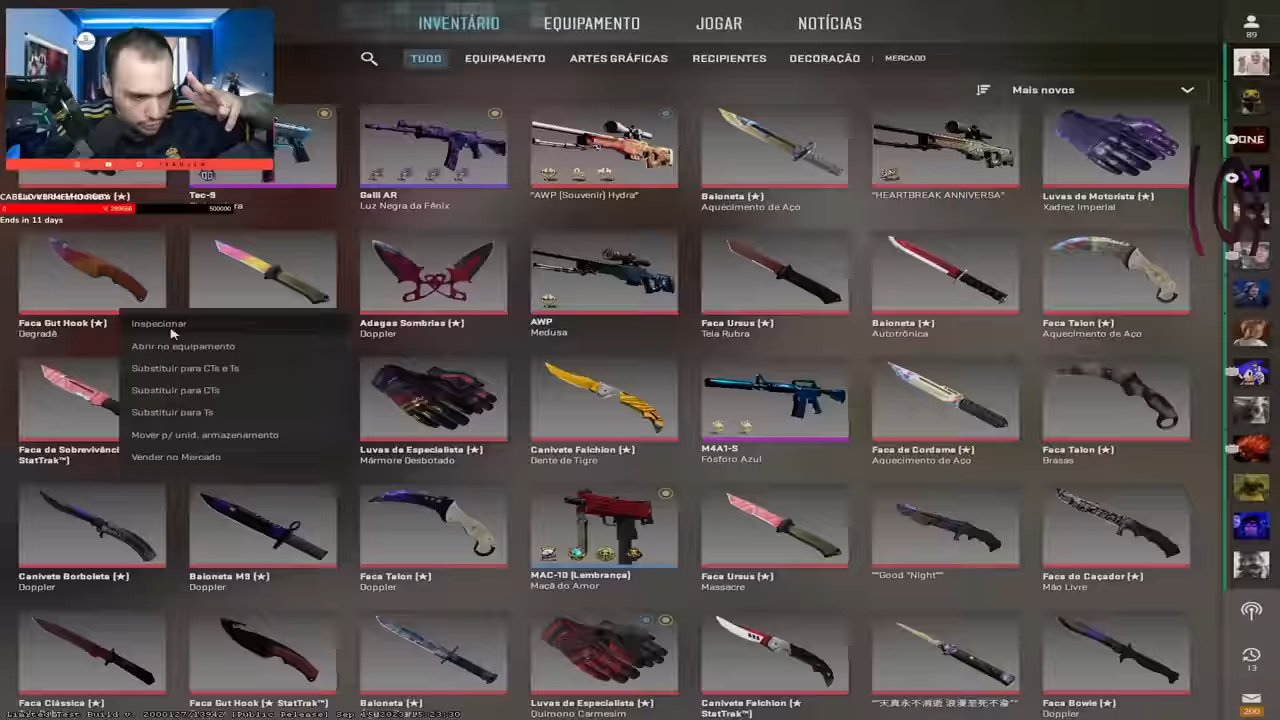 INVENTÁRIO
EQUIPAMENTO
JOGAR
NOTÍCIAS
89
TUDO
EQUIPAMENTO
ARTES GRÁFICAS
RECIPIENTES
DECORAÇÃO
MERCADO
Mais novos
ONE
Tec-9
Galil AR
Luz Negra da Fênix
"AWP (Souvenir) Hydra"
Baioneta (★)
Aquecimento de Aço
"HEARTBREAK ANNIVERSA"
Luvas de Motorista (★)
Xadrez Imperial
0
500000
Ends in 11 days
Faca Gut Hook (★)
Degradê
Adagas Sombrias (★)
Doppler
AWP
Medusa
Faca Ursus (★)
Teia Rubra
Baioneta (★)
Autotrônica
Faca Talon (★)
Aquecimento de Aço
Inspecionar
Abrir no equipamento
Substituir para CTs e Ts
Substituir para CTs
Substituir para Ts
Mover p/ unid. armazenamento
Vender no Mercado
Faca de Sobrevivênci
StatTrak™)
Luvas de Especialista (★)
Mármore Desbotado
Canivete Falchion (★)
Dente de Tigre
M4A1-S
Fósforo Azul
Faca de Cordame (★)
Aquecimento de Aço
Faca Talon (★)
Brasas
Canivete Borboleta (★)
Doppler
Baioneta M9 (★)
Doppler
Faca Talon (★)
Doppler
MAC-10 (Lembrança)
Maçã do Amor
Faca Ursus (★)
Massacre
""Good "Night""
Faca do Caçador (★)
Mão Livre
Faca Clássica (★)
Faca Gut Hook (★ StatTrak™)
Baioneta (★)
Luvas de Especialista (★)
Quimono Carmesim
Canivete Falchion (★
StatTrak™)
Faca Bowie (★)
Doppler
13
200